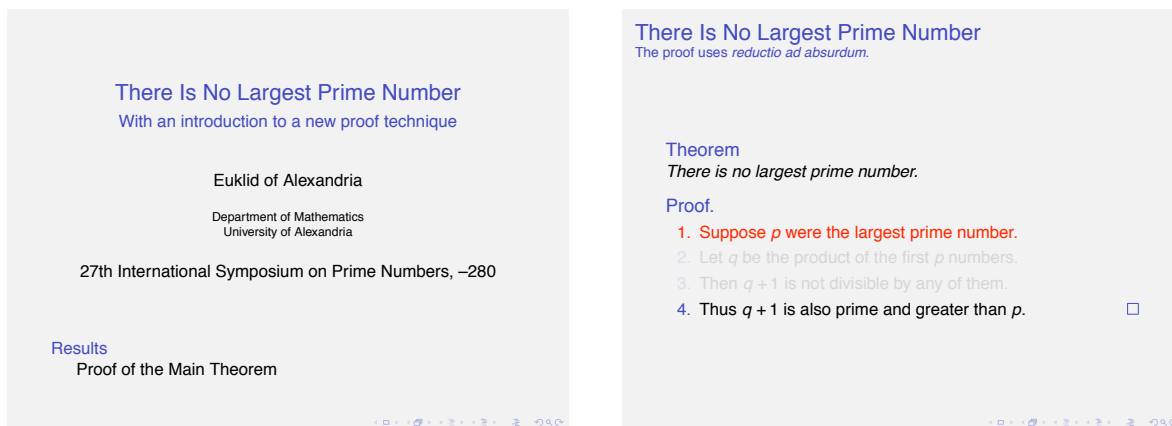 There Is No Largest Prime Number
With an introduction to a new proof technique
Euklid of Alexandria
Department of Mathematics
University of Alexandria
27th International Symposium on Prime Numbers, –280
Results
Proof of the Main Theorem
There Is No Largest Prime Number
The proof uses reductio ad absurdum.
Theorem
There is no largest prime number.
Proof.
1. Suppose p were the largest prime number.
2. Let q be the product of the first p numbers.
3. Then q + 1 is not divisible by any of them.
4. Thus q + 1 is also prime and greater than p. □